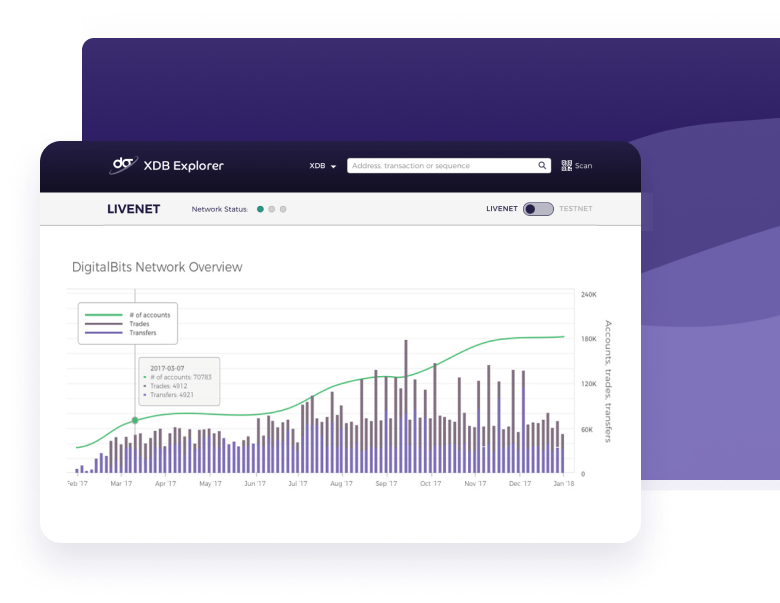 XDB Explorer
XDB
Address, transaction or sequence
Scan
LIVENET
Network Status:
LIVENET
TESTNET
DigitalBits Network Overview
# of accounts
Trades
Transfers
2017-03-07
# of accounts: 70783
Trades: 4912
Transfers: 4921
240K
180K
120K
60K
0
Accounts, trades, transfers
Feb '17 Mar '17 Apr '17 May '17 Jun '17 Jul '17 Aug '17 Sep '17 Oct '17 Nov '17 Dec '17 Jan '18